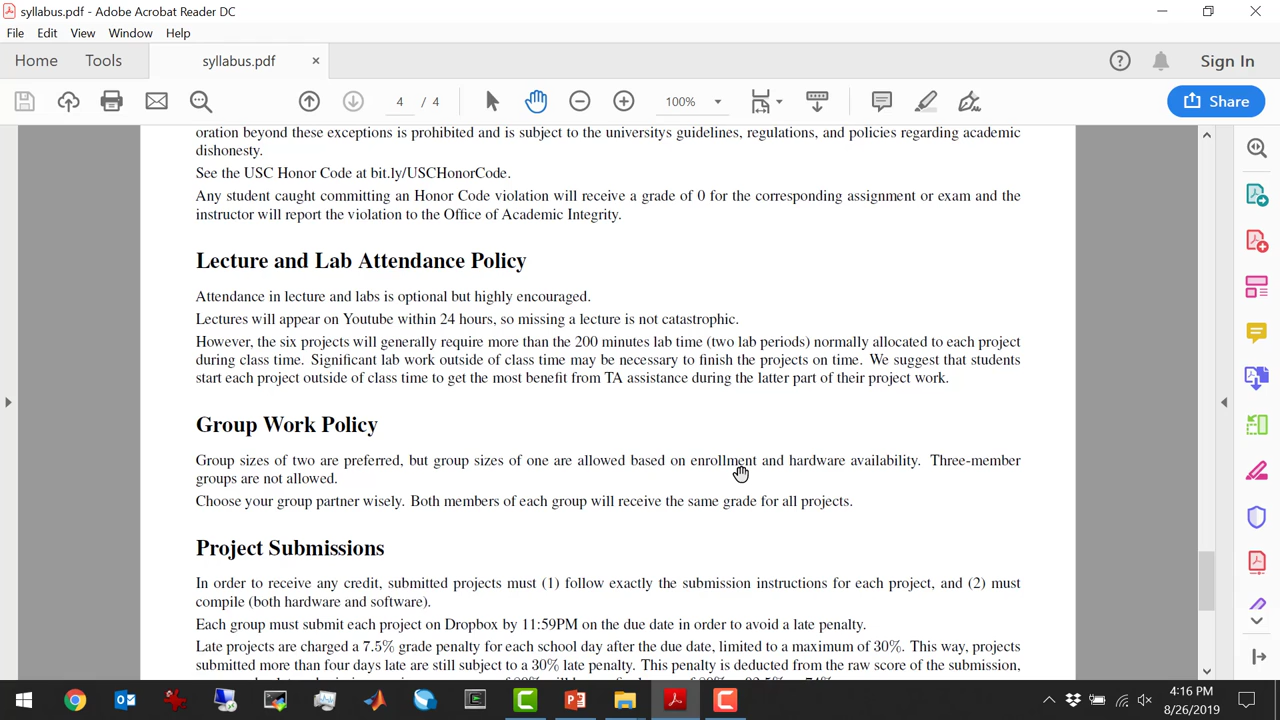 syllabus.pdf - Adobe Acrobat Reader DC
File Edit View Window Help
Home Tools syllabus.pdf × ? Sign In
4 / 4 100% Share
oration beyond these exceptions is prohibited and is subject to the universitys guidelines, regulations, and policies regarding academic
dishonesty.
See the USC Honor Code at bit.ly/USCHonorCode.
Any student caught committing an Honor Code violation will receive a grade of 0 for the corresponding assignment or exam and the
instructor will report the violation to the Office of Academic Integrity.
Lecture and Lab Attendance Policy
Attendance in lecture and labs is optional but highly encouraged.
Lectures will appear on Youtube within 24 hours, so missing a lecture is not catastrophic.
However, the six projects will generally require more than the 200 minutes lab time (two lab periods) normally allocated to each project
during class time. Significant lab work outside of class time may be necessary to finish the projects on time. We suggest that students
start each project outside of class time to get the most benefit from TA assistance during the latter part of their project work.
Group Work Policy
Group sizes of two are preferred, but group sizes of one are allowed based on enrollment and hardware availability. Three-member
groups are not allowed.
Choose your group partner wisely. Both members of each group will receive the same grade for all projects.
Project Submissions
In order to receive any credit, submitted projects must (1) follow exactly the submission instructions for each project, and (2) must
compile (both hardware and software).
Each group must submit each project on Dropbox by 11:59PM on the due date in order to avoid a late penalty.
Late projects are charged a 7.5% grade penalty for each school day after the due date, limited to a maximum of 30%. This way, projects
submitted more than four days late are still subject to a 30% late penalty. This penalty is deducted from the raw score of the submission,
4:16 PM
8/26/2019